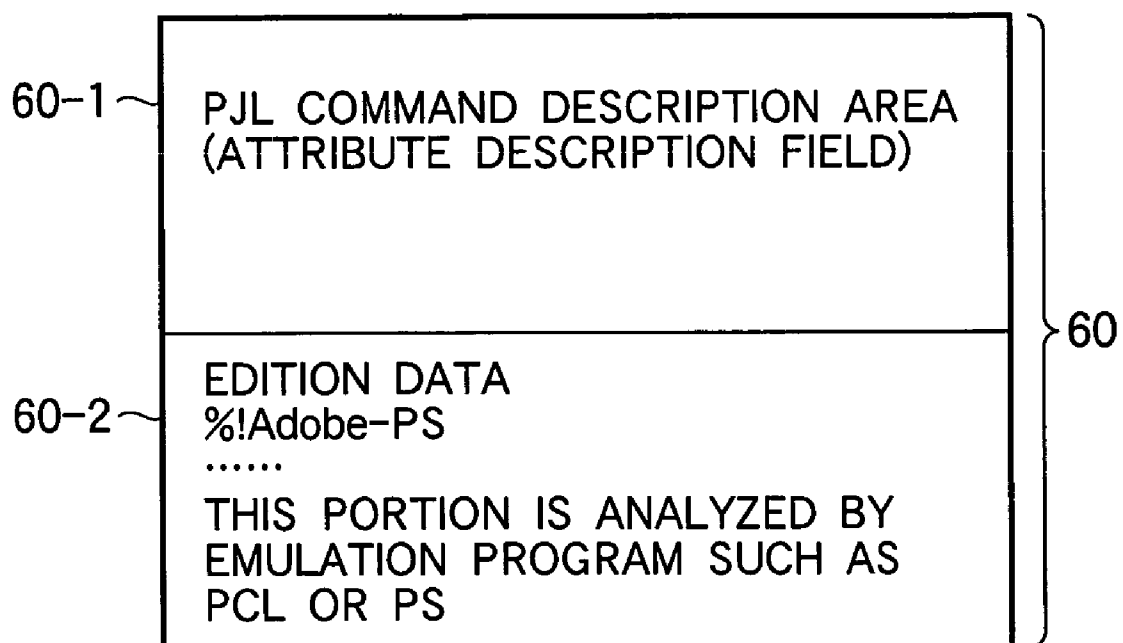 60-1
PJL COMMAND DESCRIPTION AREA
(ATTRIBUTE DESCRIPTION FIELD)
60
EDITION DATA
60-2
%!Adobe-PS
......
THIS PORTION IS ANALYZED BY
EMULATION PROGRAM SUCH AS
PCL OR PS